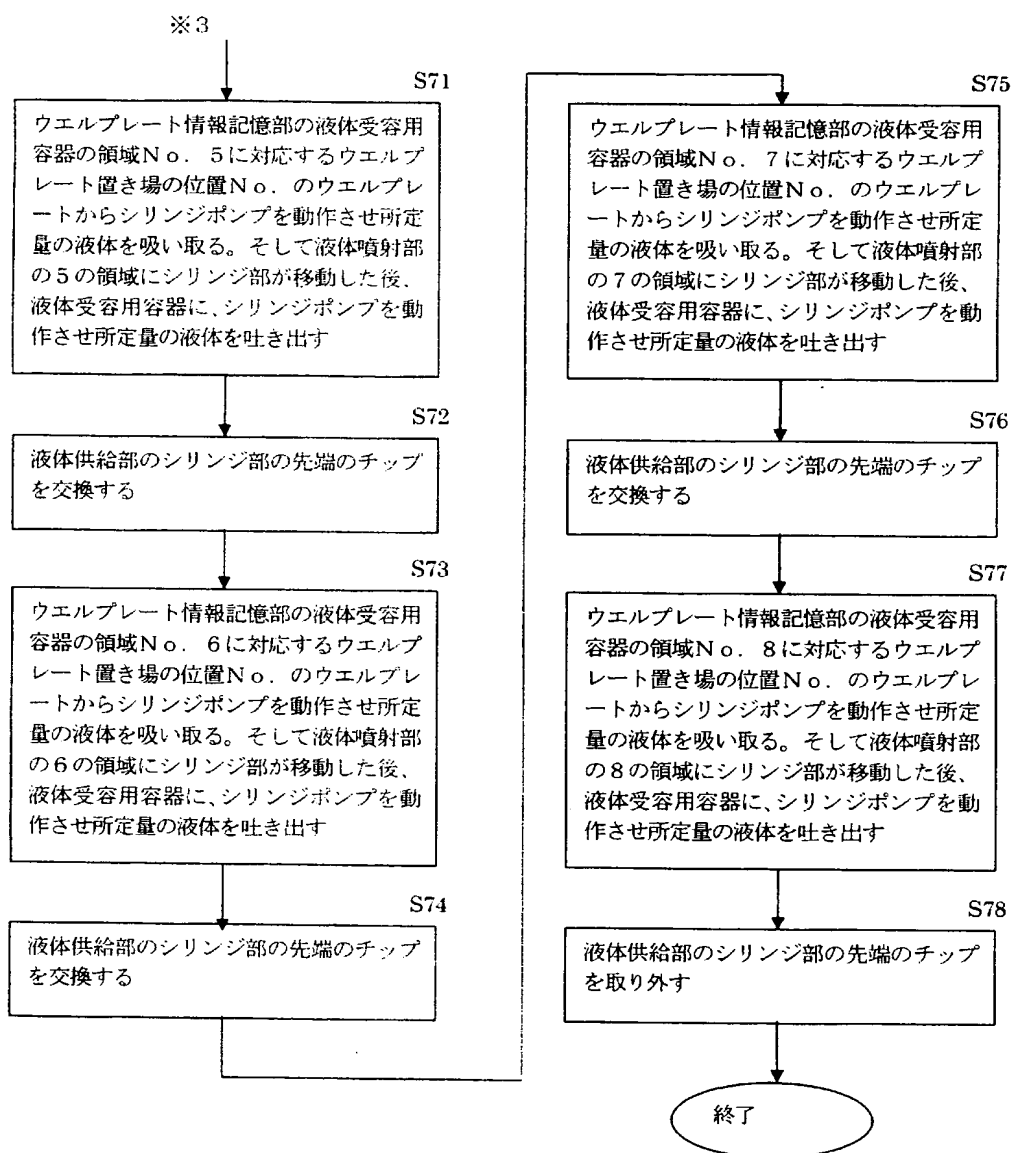 ※3
S71
ウエルプレート情報記憶部の液体受容用
容器の領域No．5に対応するウエルプ
レート置き場の位置No．のウエルプレ
ートからシリンジポンプを動作させ所定
量の液体を吸い取る。そして液体噴射部
の5の領域にシリンジ部が移動した後、
液体受容用容器に、シリンジポンプを動
作させ所定量の液体を吐き出す
S72
液体供給部のシリンジ部の先端のチップ
を交換する
S73
ウエルプレート情報記憶部の液体受容用
容器の領域No．6に対応するウエルプ
レート置き場の位置No．のウエルプレ
ートからシリンジポンプを動作させ所定
量の液体を吸い取る。そして液体噴射部
の6の領域にシリンジ部が移動した後、
液体受容用容器に、シリンジポンプを動
作させ所定量の液体を吐き出す
S74
液体供給部のシリンジ部の先端のチップ
を交換する
S75
ウエルプレート情報記憶部の液体受容用
容器の領域No．7に対応するウエルプ
レート置き場の位置No．のウエルプレ
ートからシリンジポンプを動作させ所定
量の液体を吸い取る。そして液体噴射部
の7の領域にシリンジ部が移動した後、
液体受容用容器に、シリンジポンプを動
作させ所定量の液体を吐き出す
S76
液体供給部のシリンジ部の先端のチップ
を交換する
S77
ウエルプレート情報記憶部の液体受容用
容器の領域No．8に対応するウエルプ
レート置き場の位置No．のウエルプレ
ートからシリンジポンプを動作させ所定
量の液体を吸い取る。そして液体噴射部
の8の領域にシリンジ部が移動した後、
液体受容用容器に、シリンジポンプを動
作させ所定量の液体を吐き出す
S78
液体供給部のシリンジ部の先端のチップ
を取り外す
終了